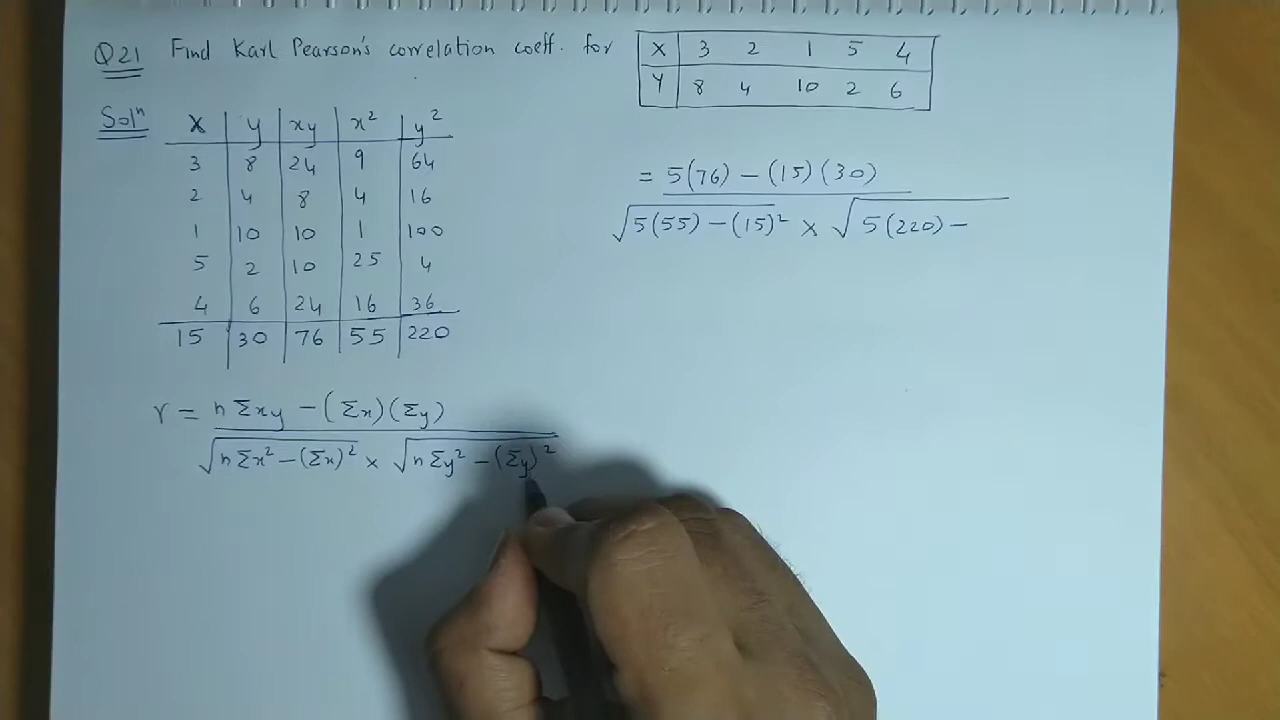 Q21 Find Karl Pearson's correlation coeff. for
X 3 2 1 5 4
Y 8 4 10 2 6
Solⁿ
x y xy x² y²
3 8 24 9 64
2 4 8 4 16
1 10 10 1 100
5 2 10 25 4
4 6 24 16 36
15 30 76 55 220
r = nΣxy − (Σx)(Σy)
√nΣx² − (Σx)² × √nΣy² − (Σy)²
= 5(76) − (15)(30)
√5(55) − (15)² × √5(220) −